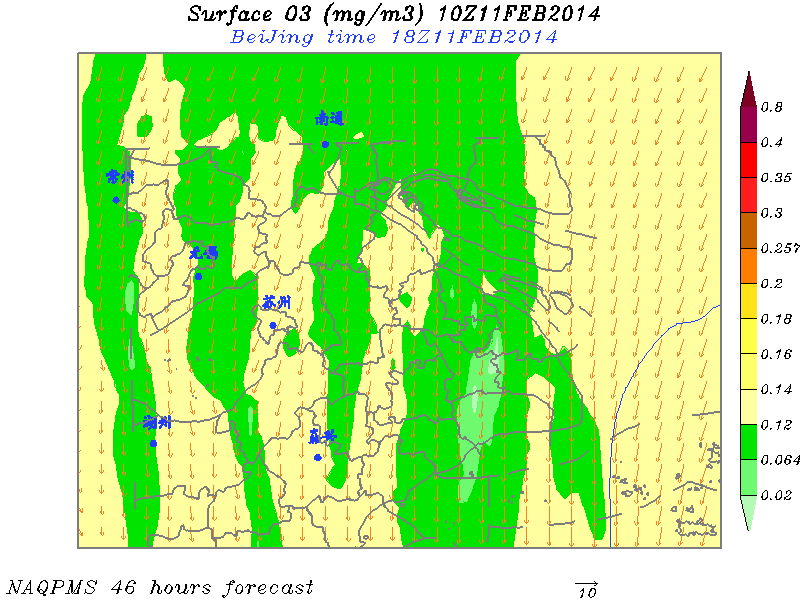 Surface O3 (mg/m3) 10Z11FEB2014
BeiJing time 18Z11FEB2014
南通
常州
无锡
苏州
湖州
嘉兴
0.8
0.4
0.35
0.3
0.257
0.2
0.18
0.16
0.14
0.12
0.064
0.02
NAQPMS 46 hours forecast
10